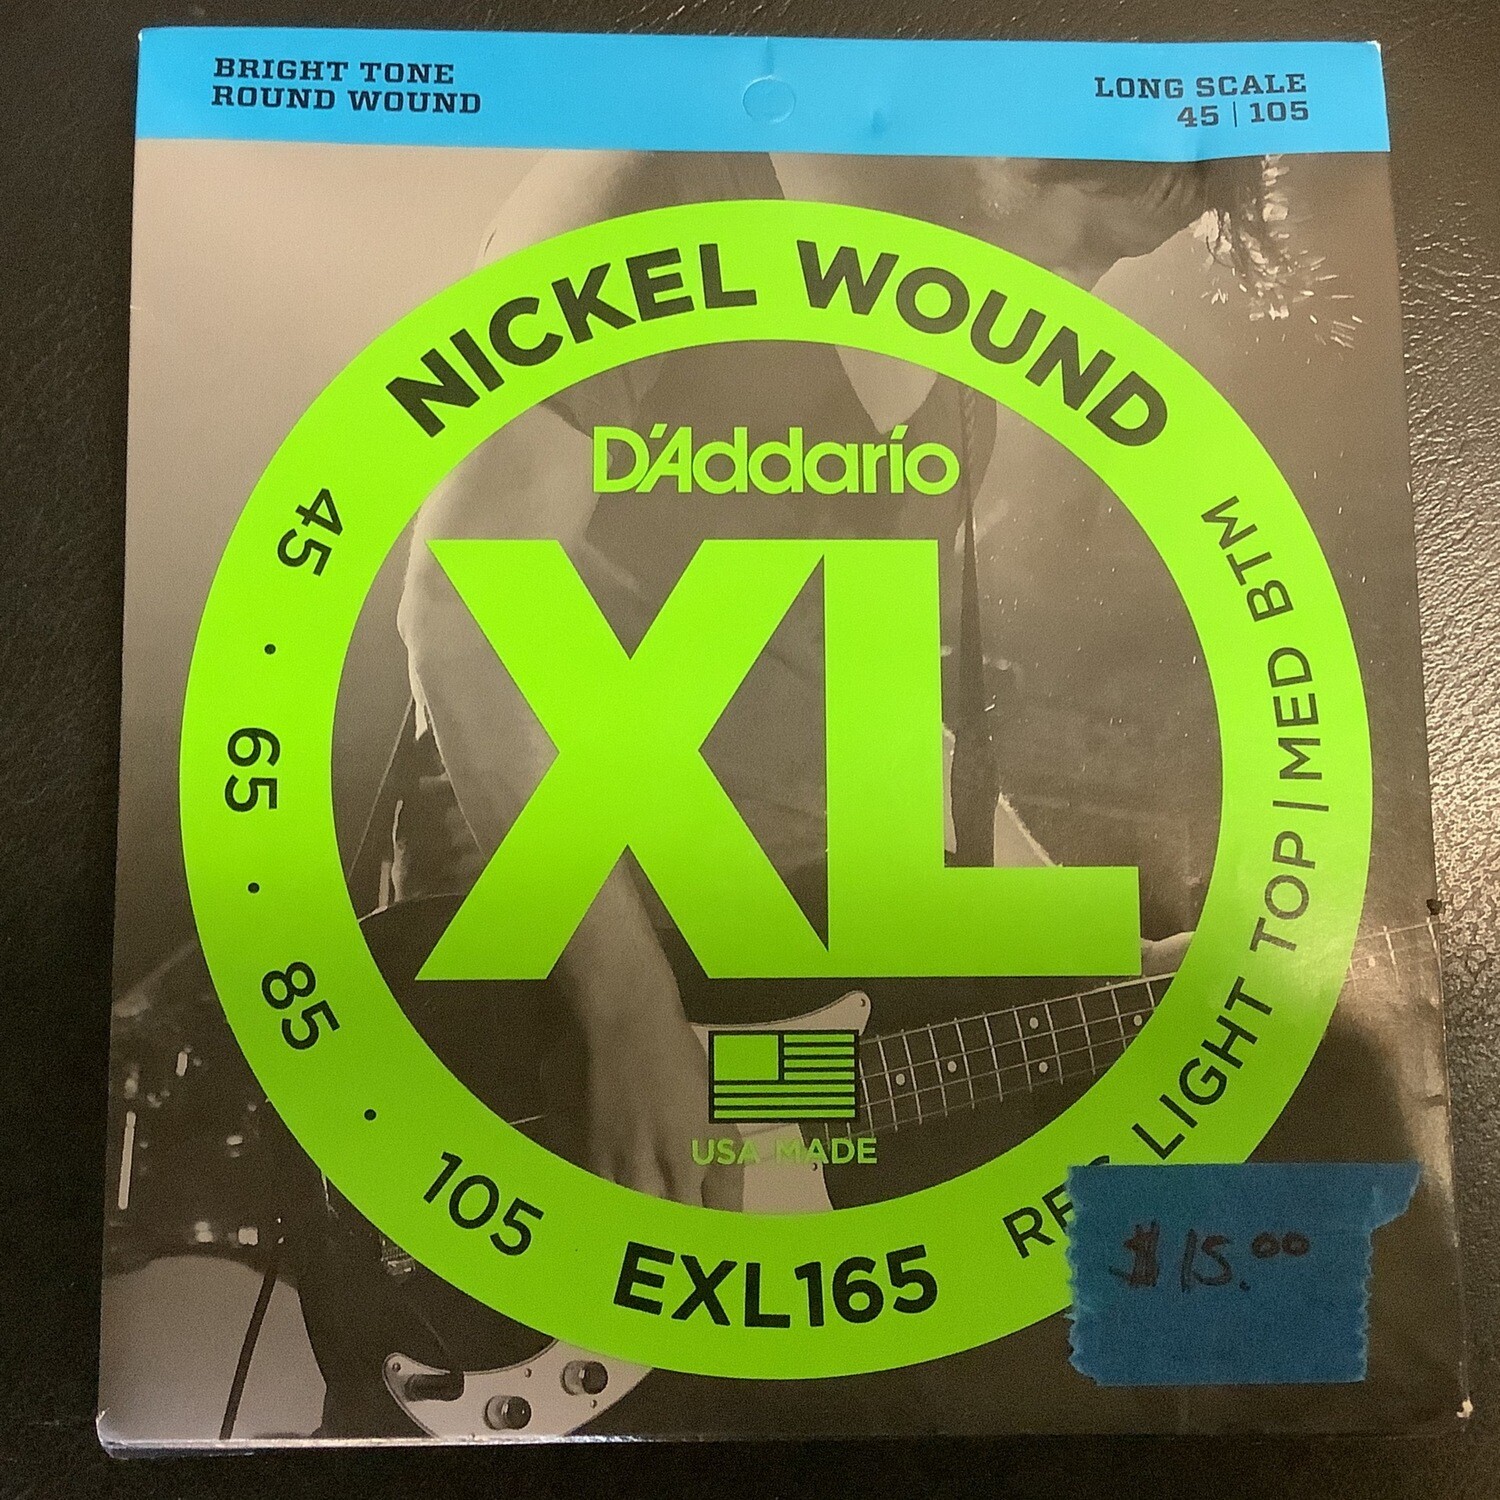 BRIGHT TONE
ROUND WOUND
LONG SCALE
45 | 105
NICKEL WOUND
D'Addario
XL
USA MADE
45 · 65 · 85 · 105
EXL165
LIGHT TOP | MED BTM
$15.00